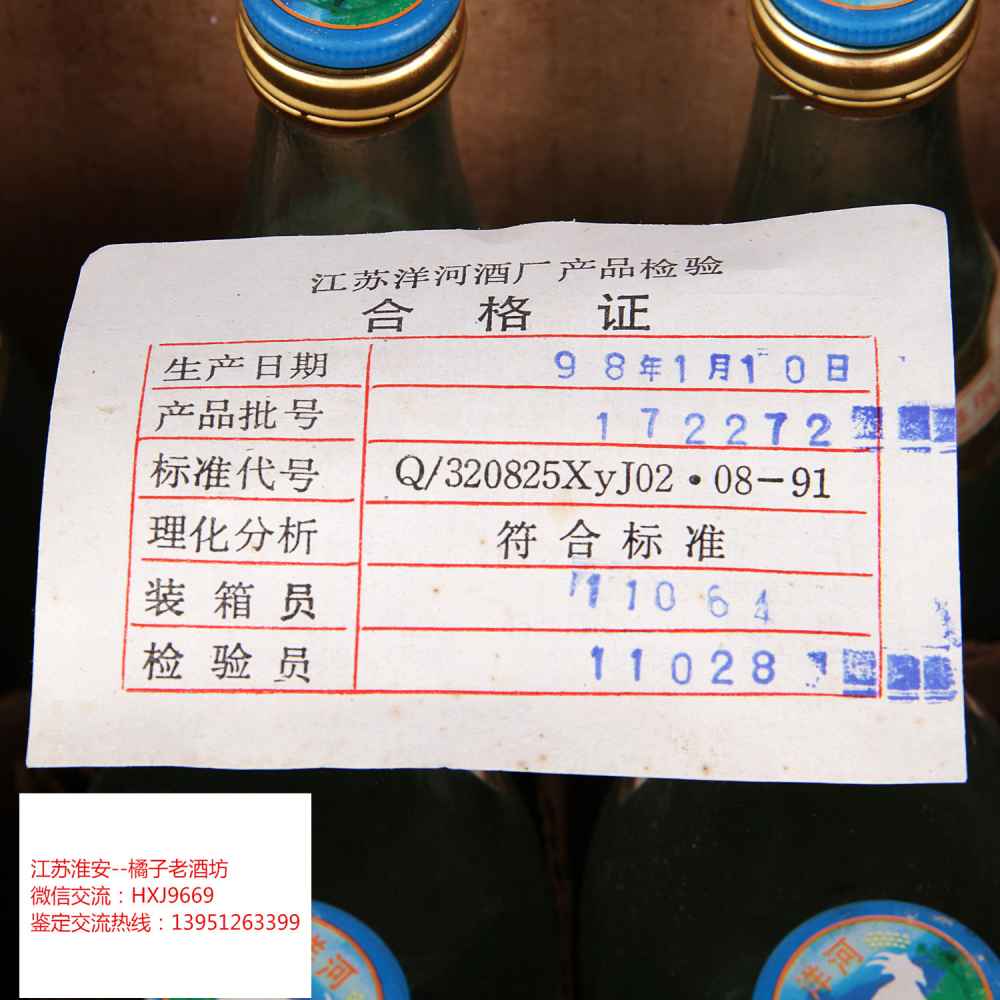 江苏洋河酒厂产品检验
合格证
生产日期 98年1月10日
产品批号 172272
标准代号 Q/320825XyJ02·08-91
理化分析 符合标准
装箱员 11064
检验员 11028
江苏淮安--橘子老酒坊
微信交流：HXJ9669
鉴定交流热线：13951263399
洋河
洋河